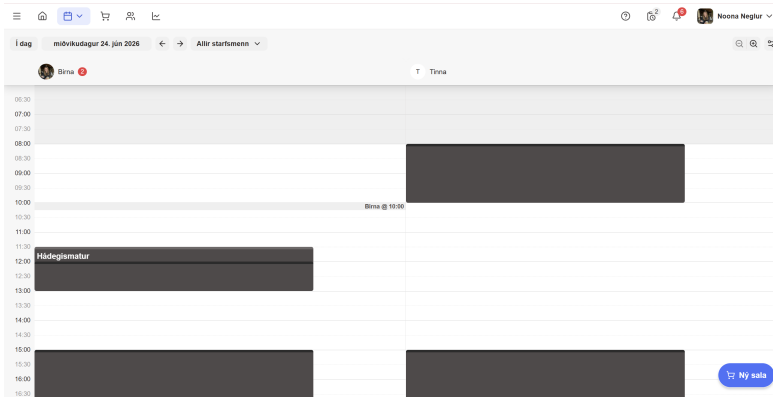 2
6
Noona Neglur
Í dag
miðvikudagur 24. jún 2026
Allir starfsmenn
Birna 2
T Tinna
06:30
07:00
07:30
08:00
08:30
09:00
09:30
10:00
Birna @ 10:00
10:30
11:00
11:30
Hádegismatur
12:00
12:30
13:00
13:30
14:00
14:30
15:00
15:30
16:00
Ný sala
16:30